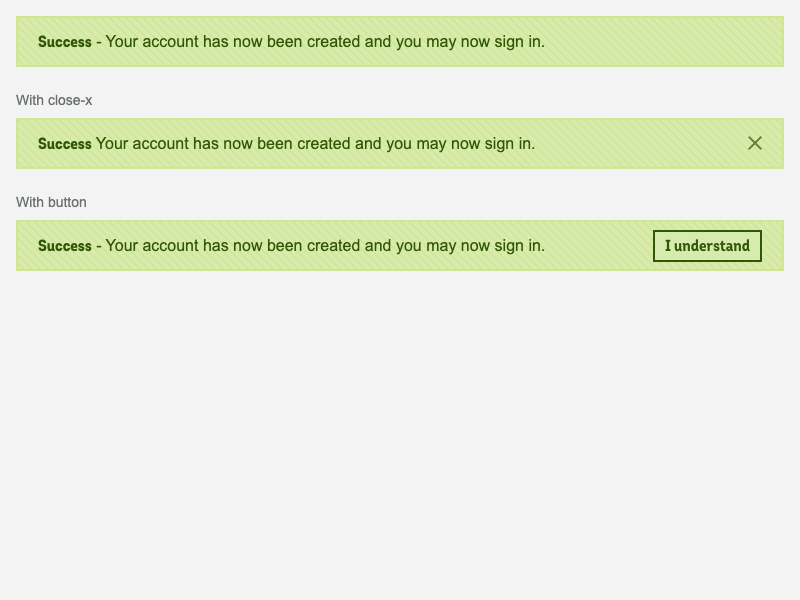 Success - Your account has now been created and you may now sign in.
With close-x
Success Your account has now been created and you may now sign in.
With button
Success - Your account has now been created and you may now sign in. I understand